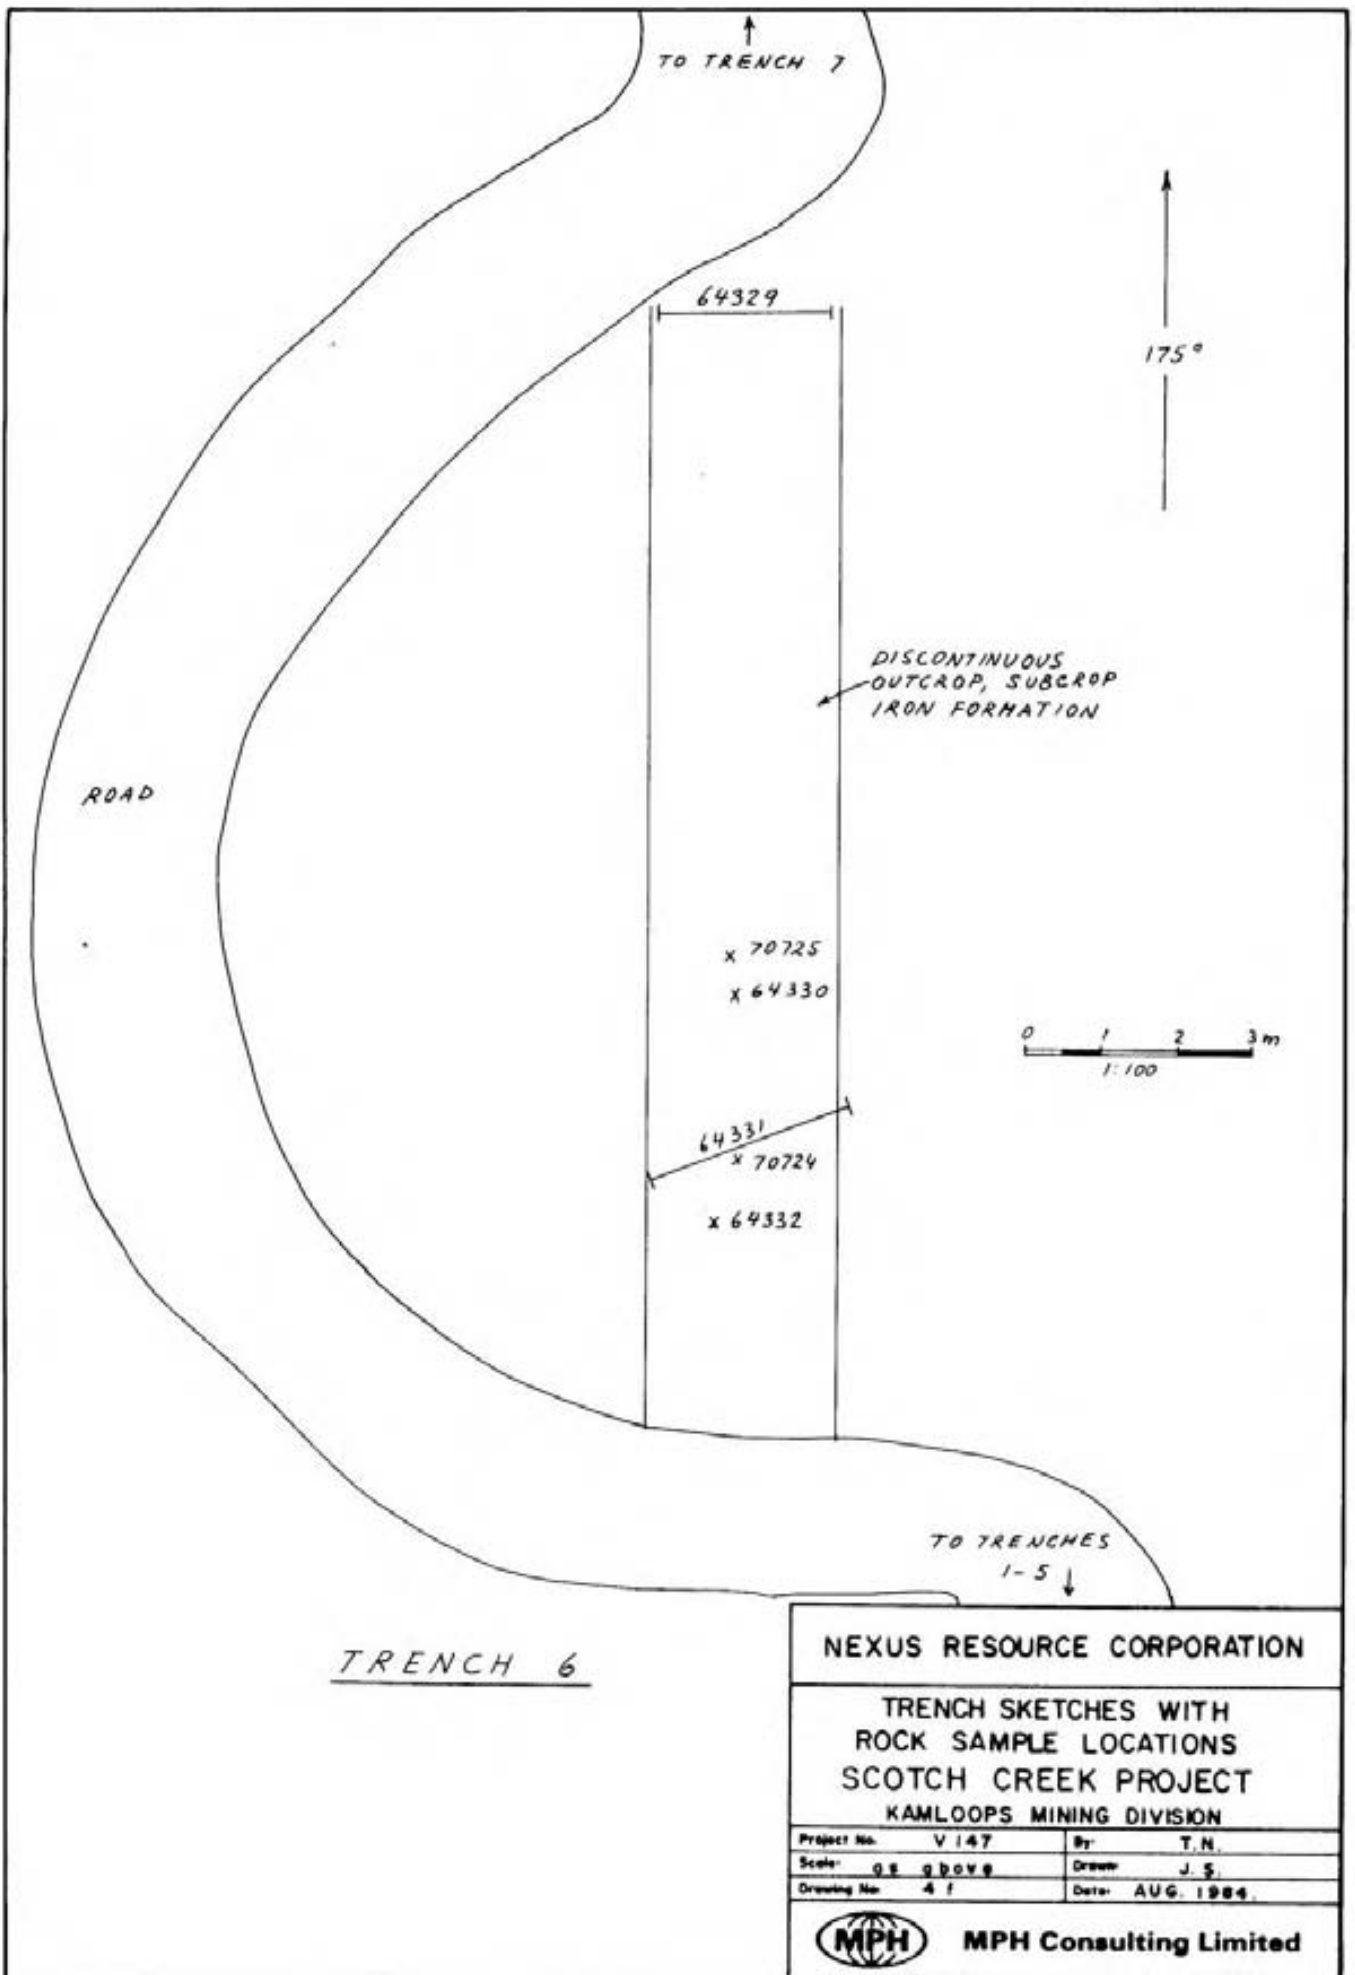 TO TRENCH 7
64329
175°
DISCONTINUOUS
OUTCROP, SUBCROP
IRON FORMATION
ROAD
x 70725
x 64330
0 1 2 3 m
1:100
64331
x 70724
x 64332
TO TRENCHES
1-5
TRENCH 6
NEXUS RESOURCE CORPORATION
TRENCH SKETCHES WITH
ROCK SAMPLE LOCATIONS
SCOTCH CREEK PROJECT
KAMLOOPS MINING DIVISION
Project No. V 147 By: T.N.
Scale: as above Drawn J.S.
Drawing No: 4 f Date: AUG. 1984.
MPH MPH Consulting Limited